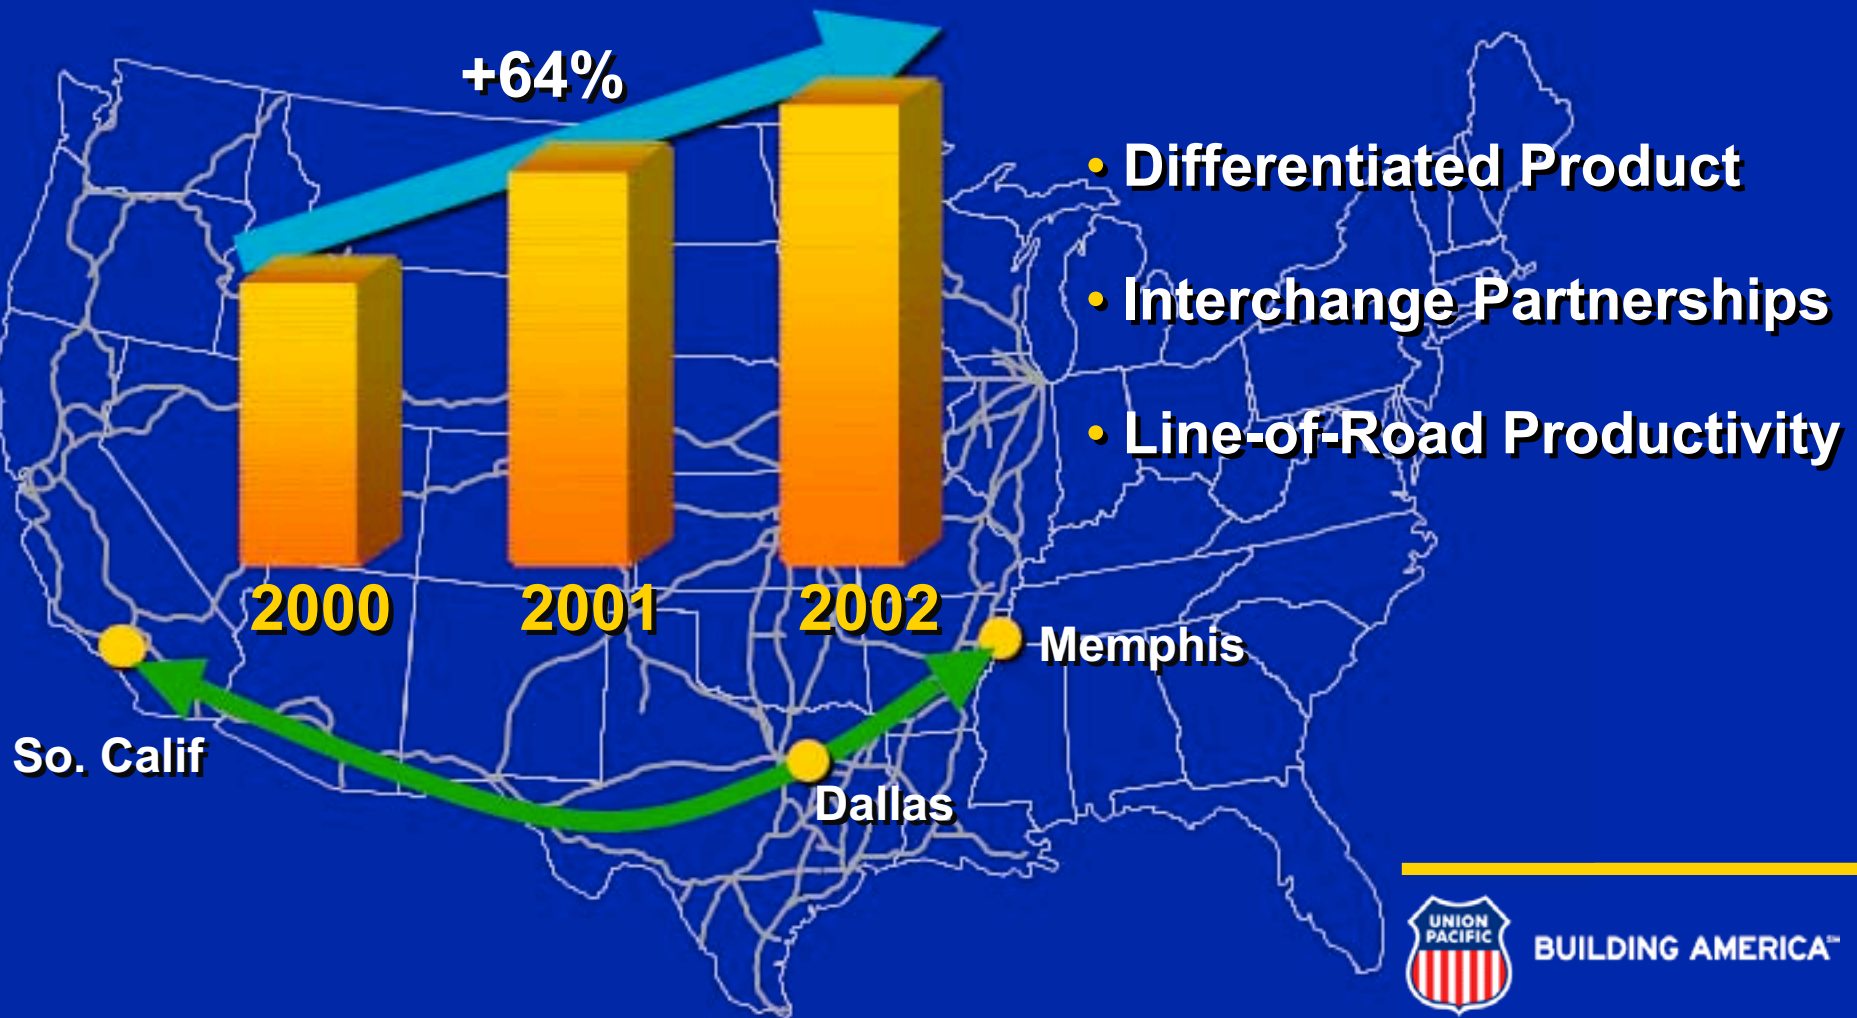 +64%
• Differentiated Product
• Interchange Partnerships
• Line-of-Road Productivity
2000 2001 2002
Memphis
So. Calif
Dallas
UNION
PACIFIC
BUILDING AMERICA℠